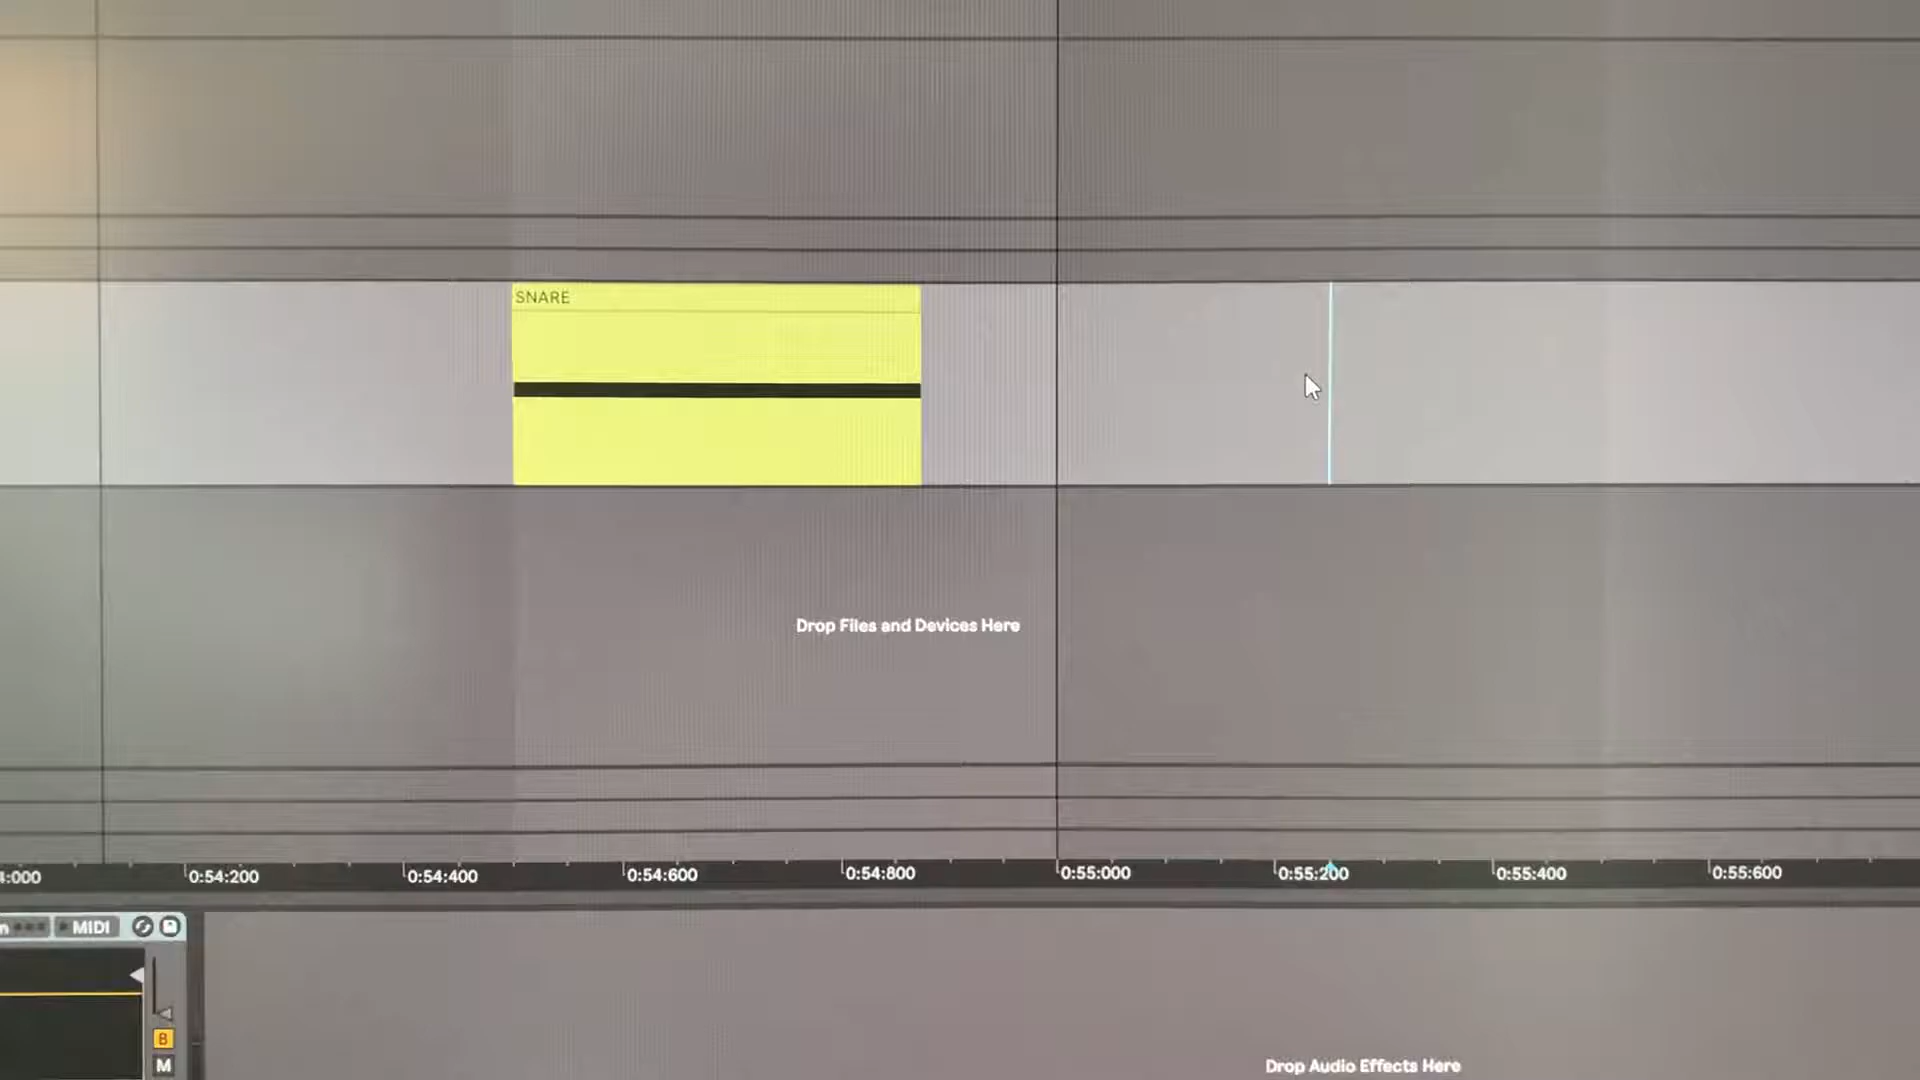 SNARE
Drop Files and Devices Here
:000 0:54:200 0:54:400 0:54:600 0:54:800 0:55:000 0:55:200 0:55:400 0:55:600
MIDI
B
M
Drop Audio Effects Here